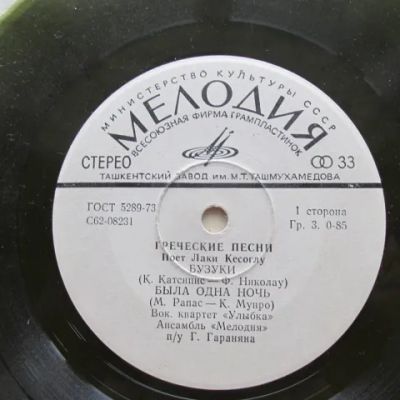 МИНИСТЕРСТВО КУЛЬТУРЫ СССР
МЕЛОДИЯ
ВСЕСОЮЗНАЯ ФИРМА ГРАМПЛАСТИНОК
СТЕРЕО 33
ТАШКЕНТСКИЙ ЗАВОД ИМ. М.Т. ТАШМУХАМЕДОВА
ГОСТ 5289-73 1 сторона
С62-08231 Гр. 3. 0-85
ГРЕЧЕСКИЕ ПЕСНИ
Поет Лаки Кесоглу
БУЗУКИ
(К. Катсинис — Ф. Николау)
БЫЛА ОДНА НОЧЬ
(М. Рапас — К. Мунро)
Вок. квартет «Улыбка»
Ансамбль «Мелодия»
п/у Г. Гараняна